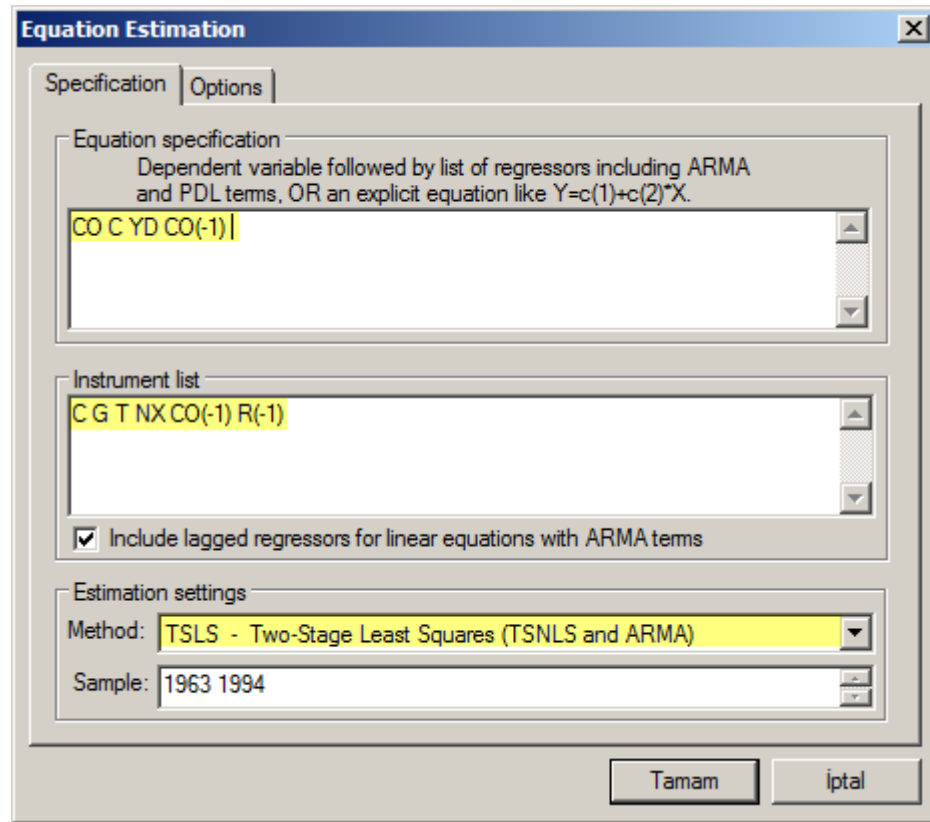 Equation Estimation
Specification
Options
Equation specification
Dependent variable followed by list of regressors including ARMA
and PDL terms, OR an explicit equation like Y=c(1)+c(2)*X.
CO C YD CO(-1)
Instrument list
C G T NX CO(-1) R(-1)
Include lagged regressors for linear equations with ARMA terms
Estimation settings
Method: TSLS - Two-Stage Least Squares (TSNLS and ARMA)
Sample: 1963 1994
Tamam
İptal